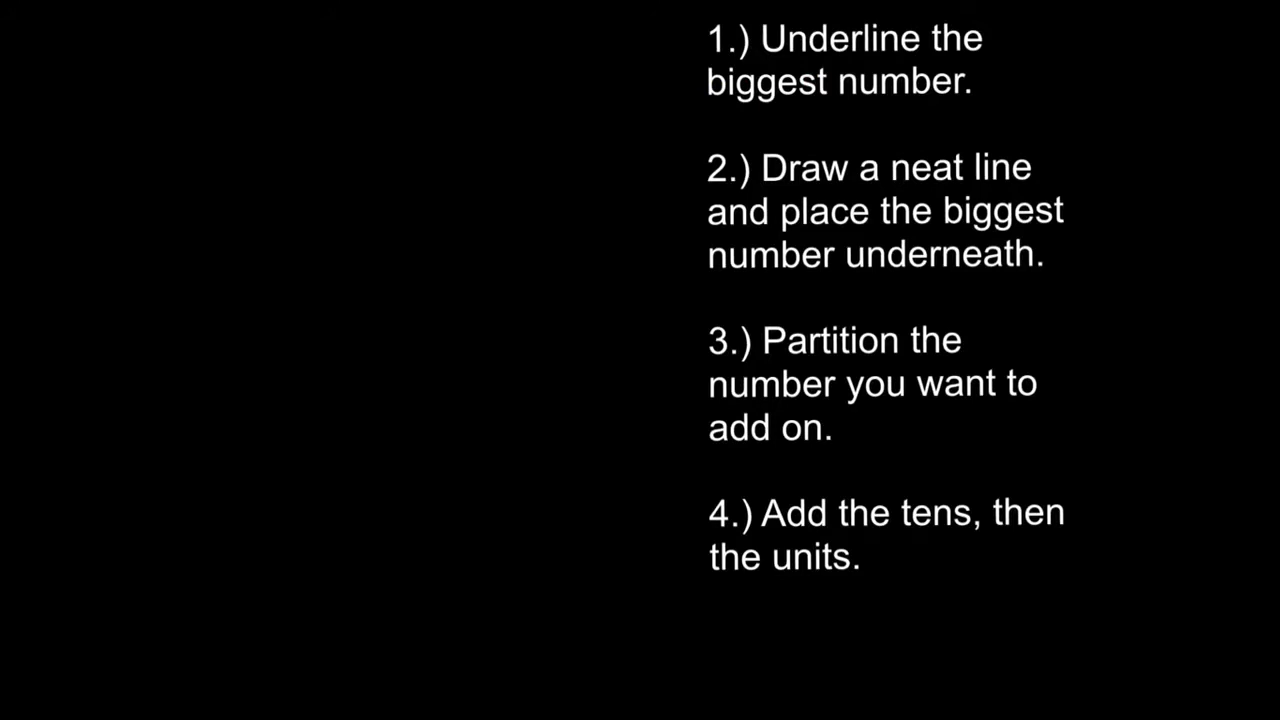 1.) Underline the
biggest number.
2.) Draw a neat line
and place the biggest
number underneath.
3.) Partition the
number you want to
add on.
4.) Add the tens, then
the units.